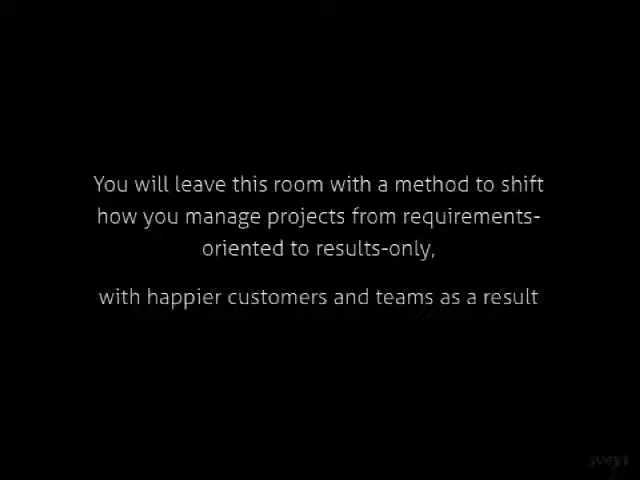 You will leave this room with a method to shift
how you manage projects from requirements-
oriented to results-only,
with happier customers and teams as a result